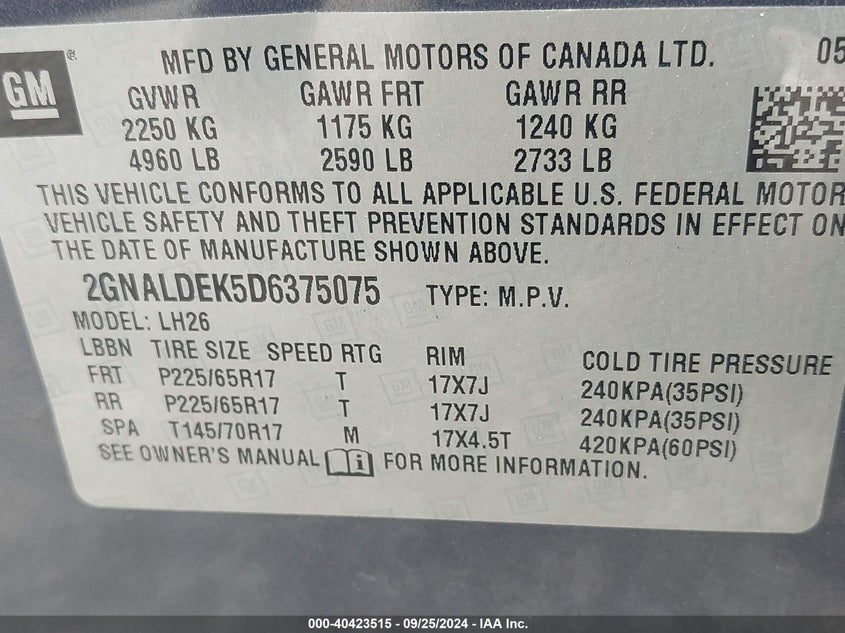 GM ®
MFD BY GENERAL MOTORS OF CANADA LTD. 05
GVWR GAWR FRT GAWR RR
2250 KG 1175 KG 1240 KG
4960 LB 2590 LB 2733 LB
THIS VEHICLE CONFORMS TO ALL APPLICABLE U.S. FEDERAL MOTOR
VEHICLE SAFETY AND THEFT PREVENTION STANDARDS IN EFFECT ON
THE DATE OF MANUFACTURE SHOWN ABOVE.
2GNALDEK5D6375075 TYPE: M.P.V.
MODEL: LH26
LBBN TIRE SIZE SPEED RTG RIM COLD TIRE PRESSURE
FRT P225/65R17 T 17X7J 240KPA(35PSI)
RR P225/65R17 T 17X7J 240KPA(35PSI)
SPA T145/70R17 M 17X4.5T 420KPA(60PSI)
SEE OWNER'S MANUAL FOR MORE INFORMATION.
000-40423515 - 09/25/2024 - IAA Inc.